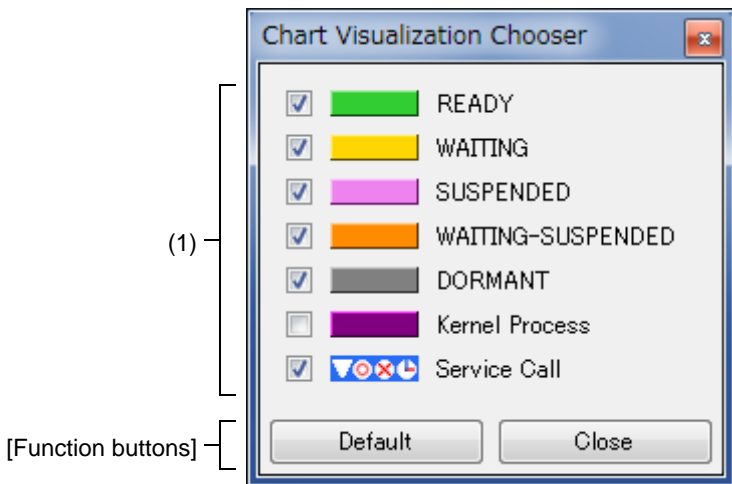 Chart Visualization Chooser
(1)
READY
WAITING
SUSPENDED
WAITING-SUSPENDED
DORMANT
Kernel Process
Service Call
[Function buttons]
Default
Close